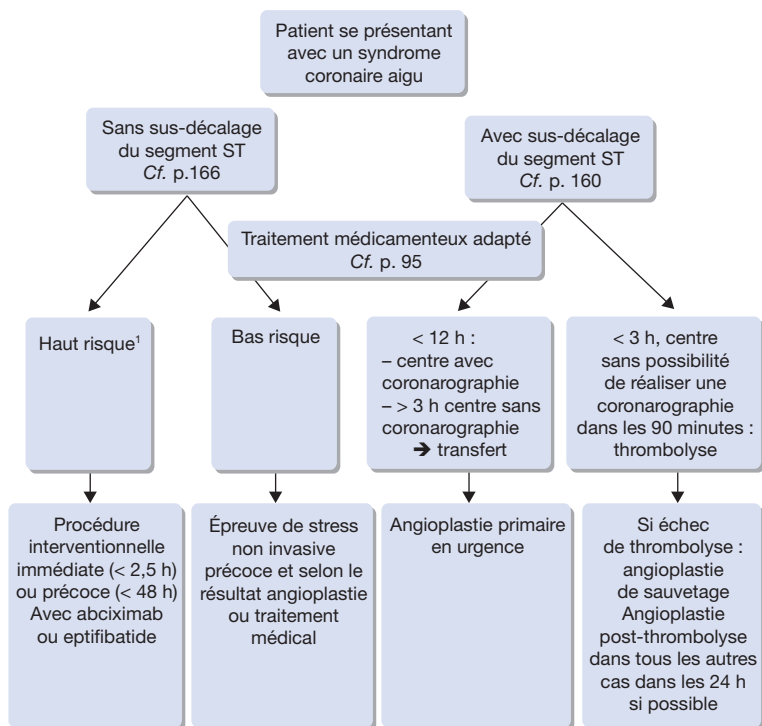 Patient se présentant
avec un syndrome
coronaire aigu
Sans sus-décalage
du segment ST
Cf. p.166
Avec sus-décalage
du segment ST
Cf. p. 160
Traitement médicamenteux adapté
Cf. p. 95
Haut risque¹
Bas risque
< 12 h :
– centre avec
coronarographie
– > 3 h centre sans
coronarographie
➔ transfert
< 3 h, centre
sans possibilité
de réaliser une
coronarographie
dans les 90 minutes :
thrombolyse
Procédure
interventionnelle
immédiate (< 2,5 h)
ou précoce (< 48 h)
Avec abciximab
ou eptifibatide
Épreuve de stress
non invasive
précoce et selon le
résultat angioplastie
ou traitement
médical
Angioplastie primaire
en urgence
Si échec
de thrombolyse :
angioplastie
de sauvetage
Angioplastie
post-thrombolyse
dans tous les autres
cas dans les 24 h
si possible